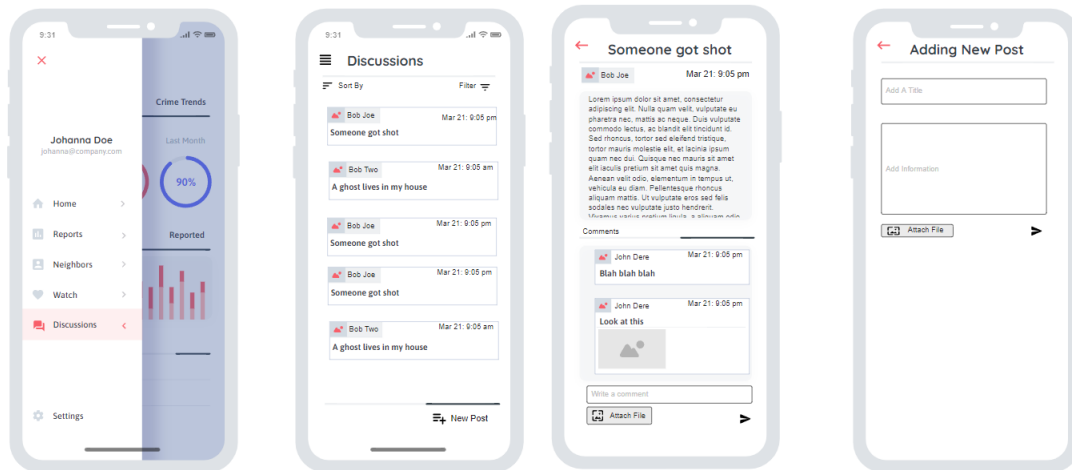 9:31
Crime Trends
Johanna Doe
johanna@company.com
Last Month
90%
Home
Reports
Reported
Neighbors
Watch
Discussions
Settings
9:31
Discussions
Sort By
Filter
Bob Joe
Mar 21: 9:05 pm
Someone got shot
Bob Two
Mar 21: 9:05 am
A ghost lives in my house
Bob Joe
Mar 21: 9:05 pm
Someone got shot
Bob Joe
Mar 21: 9:05 pm
Someone got shot
Bob Two
Mar 21: 9:05 am
A ghost lives in my house
New Post
Someone got shot
Bob Joe
Mar 21: 9:05 pm
Lorem ipsum dolor sit amet, consectetur
adipiscing elit. Nulla quam velit, vulputate eu
pharetra nec, mattis ac neque. Duis vulputate
commodo lectus, ac blandit elit tincidunt id.
Sed rhoncus, tortor sed eleifend tristique,
tortor mauris molestie elit, et lacinia ipsum
quam nec dui. Quisque nec mauris sit amet
elit iaculis pretium sit amet quis magna.
Aenean velit odio, elementum in tempus ut,
vehicula eu diam. Pellentesque rhoncus
aliquam mattis. Ut vulputate eros sed felis
sodales nec vulputate justo hendrerit.
Vivamus varius pretium ligula, a aliquam odio
Comments
John Dere
Mar 21: 9:05 pm
Blah blah blah
John Dere
Mar 21: 9:05 pm
Look at this
Write a comment
Attach File
Adding New Post
Add A Title
Add Information
Attach File